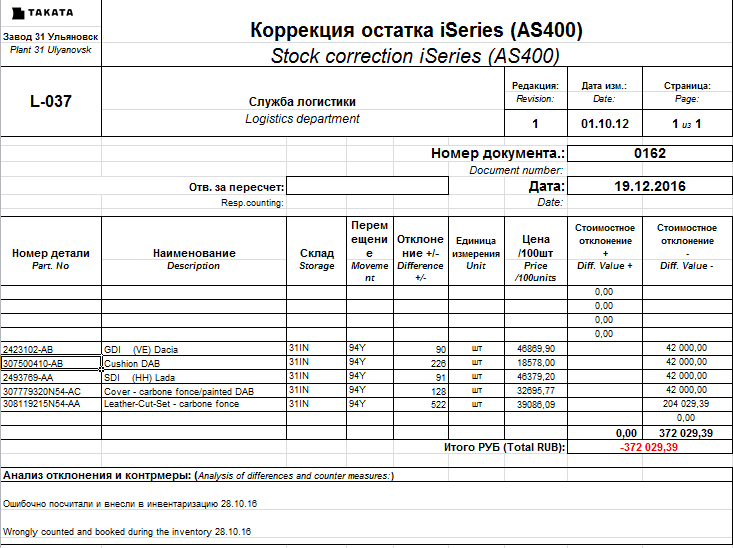 TAKATA
Завод 31 Ульяновск
Plant 31 Ulyanovsk
Коррекция остатка iSeries (AS400)
Stock correction iSeries (AS400)
L-037
Служба логистики
Logistics department
Редакция: Дата изм.: Страница:
Revision: Date: Page:
1 01.10.12 1 из 1
Номер документа.: 0162
Document number:
Отв. за пересчет: Дата: 19.12.2016
Resp.counting: Date:
Номер детали Part. No
Наименование Description
Склад Storage
Перем
ещени
е
Moveme
nt
Отклоне
ние +/-
Difference
+/-
Единица
измерения
Unit
Цена
/100шт
Price
/100units
Стоимостное
отклонение
+
Diff. Value +
Стоимостное
отклонение
-
Diff. Value -
0,00
0,00
0,00
0,00
2423102-AB GDI (VE) Dacia 31IN 94Y 90 шт 46869,90 42 000,00
307500410-AB Cushion DAB 31IN 94Y 226 шт 18578,00 42 000,00
2493769-AA SDI (HH) Lada 31IN 94Y 91 шт 46379,20 42 000,00
307779320N54-AC Cover - carbone fonce/painted DAB 31IN 94Y 128 шт 32695,77 42 000,00
308119215N54-AA Leather-Cut-Set - carbone fonce 31IN 94Y 522 шт 39086,09 204 029,39
0,00
0,00 372 029,39
Итого РУБ (Total RUB): -372 029,39
Анализ отклонения и контрмеры: (Analysis of differences and counter measures:)
Ошибочно посчитали и внесли в инвентаризацию 28.10.16
Wrongly counted and booked during the inventory 28.10.16